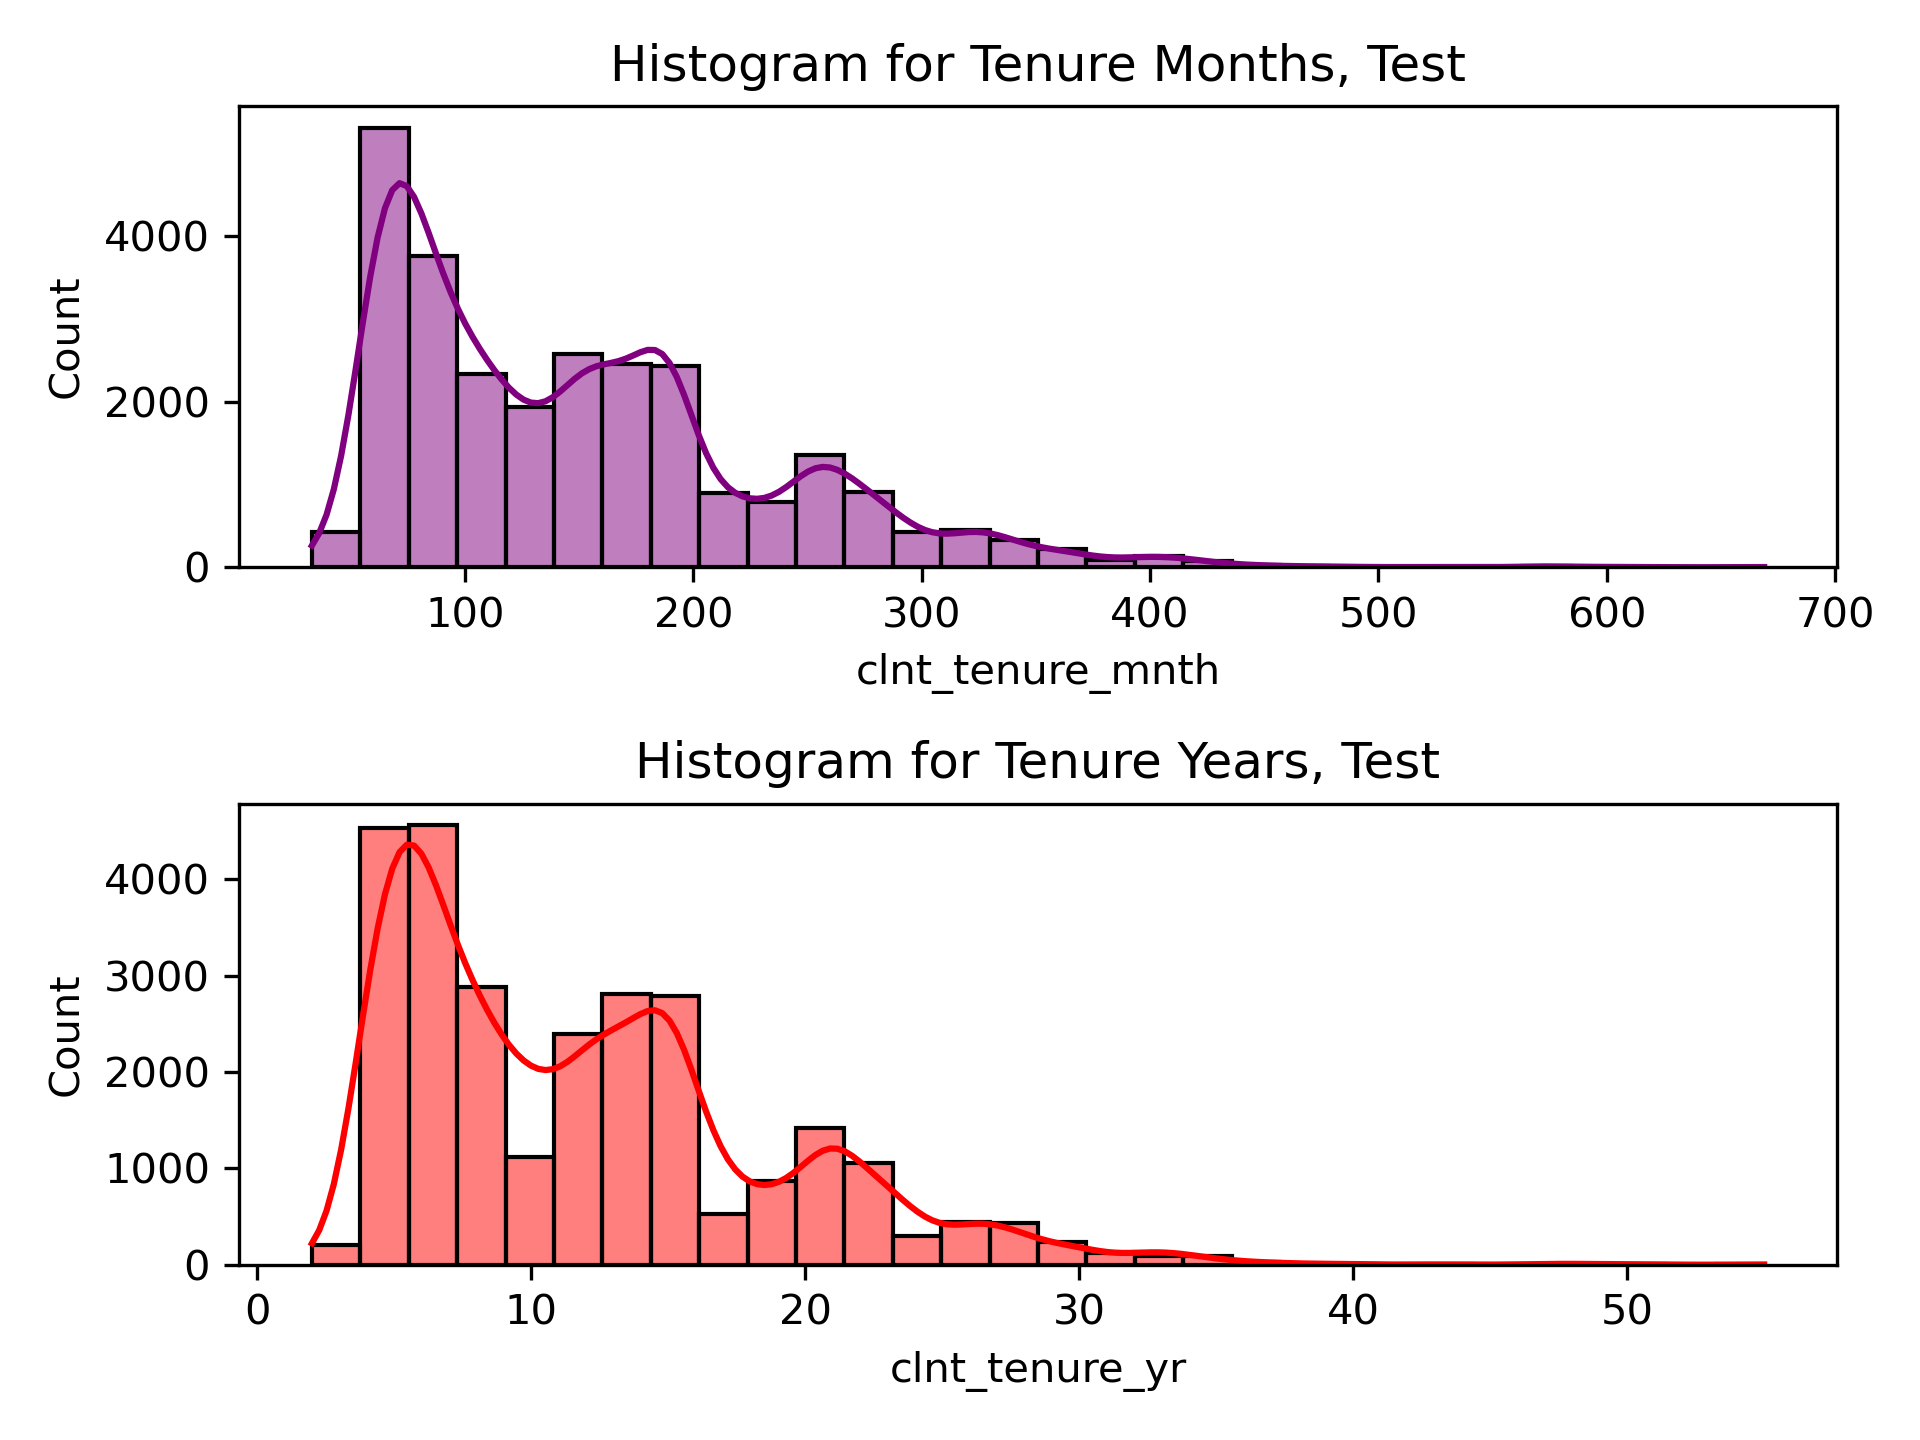 Histogram for Tenure Months, Test
Count
4000
2000
0
100 200 300 400 500 600 700
clnt_tenure_mnth
Histogram for Tenure Years, Test
Count
4000
3000
2000
1000
0
0 10 20 30 40 50
clnt_tenure_yr